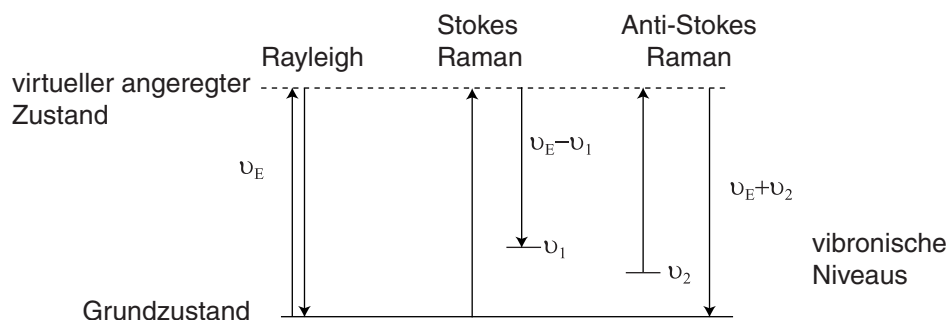 Stokes
Raman
Anti-Stokes
Raman
Rayleigh
virtueller angeregter
Zustand
υE
υE−υ1
υE+υ2
υ1
υ2
vibronische
Niveaus
Grundzustand